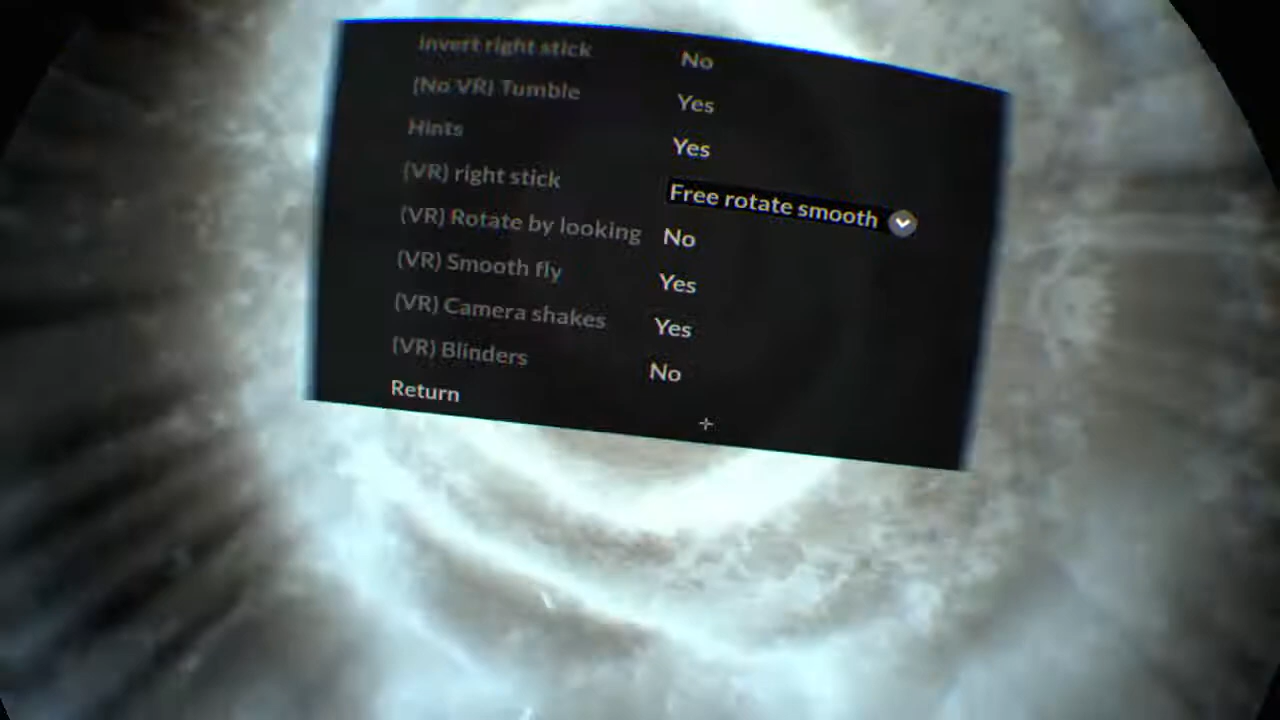 Invert right stick No
(No VR) Tumble Yes
Hints Yes
(VR) right stick Free rotate smooth
(VR) Rotate by looking No
(VR) Smooth fly Yes
(VR) Camera shakes Yes
(VR) Blinders No
Return